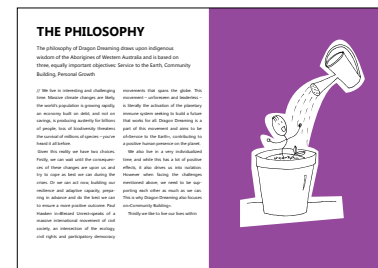 THE PHILOSOPHY
The philosophy of Dragon Dreaming draws upon indigenous
wisdom of the Aborigines of Western Australia and is based on
three, equally important objectives; Service to the Earth, Community
Building, Personal Growth
// We live in interesting and challenging
time. Massive climate changes are likely,
the world's population is growing rapidly,
an economy built on debt, and not on
savings, is producing austerity for billions
of people, loss of biodiversity threatens
the survival of millions of species – you're
heard it all before.
Given this reality we have two choices.
Firstly, we can wait until the consequen-
ces of these changes are upon us and
try to cope as best we can during the
crises. Or we can act now, building our
resilience and adaptive capacity, prepa-
ring in advance and do the best we can
to ensure a more positive outcome. Paul
Hawken in »Blessed Unrest« speaks of a
massive international movement of civil
society, an intersection of the ecology,
civil rights and participatory democracy
movements that spans the globe. This
movement – unforeseen and leaderless –
is literally the activation of the planetary
immune system seeking to build a future
that works for all. Dragon Dreaming is a
part of this movement and aims to be
of »Service to the Earth«, contributing to
a positive human presence on the planet.
We also live in a very individualized
time, and while this has a lot of positive
effects, it also drives us into isolation.
However when facing the challenges
mentioned above, we need to be sup-
porting each other as much as we can.
This is why Dragon Dreaming also focuses
on »Community Building«.
Thirdly we like to live our lives within